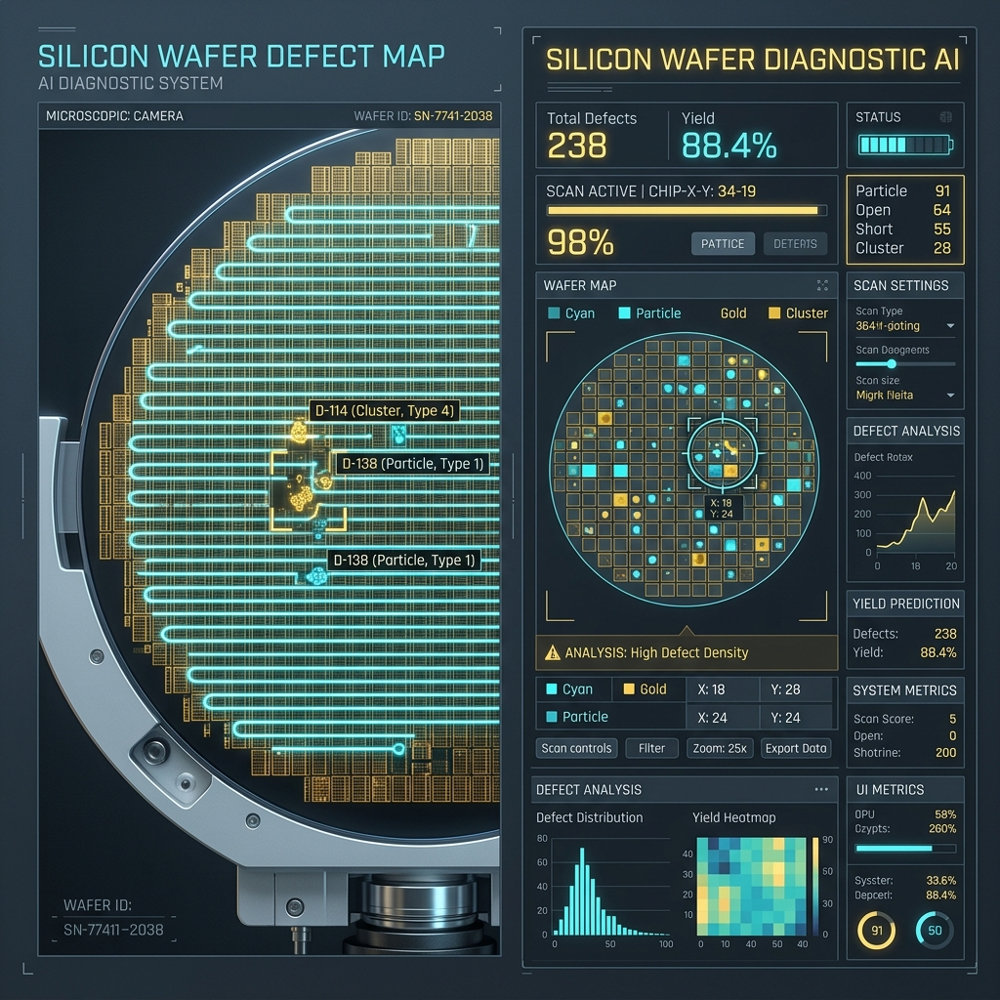 SILICON WAFER DEFECT MAP
AI DIAGNOSTIC SYSTEM
MICROSCOPIC: CAMERA
WAFER ID: SN-7741-2038
D-114 (Cluster, Type 4)
D-138 (Particle, Type 1)
D-138 (Particle, Type 1)
WAFER ID:
SN-77411-2038
SILICON WAFER DIAGNOSTIC AI
Total Defects
238
Yield
88.4%
STATUS
SCAN ACTIVE | CHIP-X-Y: 34-19
98%
PATTICE
DETERTS
Particle 91
Open 64
Short 55
Cluster 28
WAFER MAP
Cyan Particle Gold Cluster
X: 18
Y: 24
ANALYSIS: High Defect Density
Cyan Gold X: 18 Y: 28
Particle X: 24 Y: 24
Scan controls Filter Zoom: 25x Export Data
SCAN SETTINGS
Scan Type
Scan
Scon size
Migrk
DEFECT ANALYSIS
Defect Rotax
400
300
200
100
0
0 18 20
YIELD PREDICTION
Defects: 238
Yield: 88.4%
SYSTEM METRICS
Scan Score: 5
Open: 0
Shotrine: 200
DEFECT ANALYSIS
Defect Distribution
80
60
40
20
0
0 50 100
Yield Heatmap
40
30
20
10
0 10 20 50 40
90
60
30
0
UI METRICS
OPU 58%
Ozypts: 260%
Syster: 33.6%
Depcerl: 86.4%
91
50